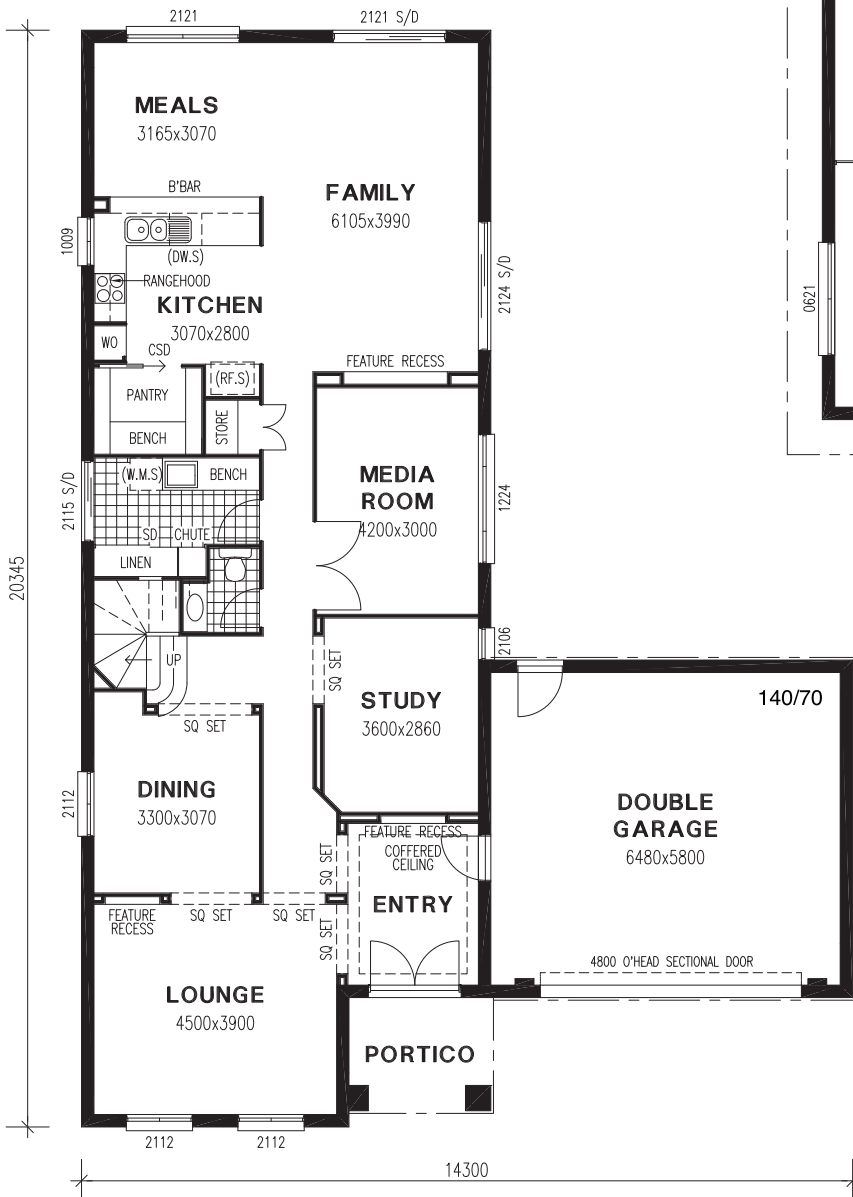 2121
2121 S/D
MEALS
3165x3070
FAMILY
6105x3990
B'BAR
1009
(DW.S)
RANGEHOOD
KITCHEN
3070x2800
2124 S/D
0621
WO
CSD
FEATURE RECESS
PANTRY
(RF.S)
BENCH
STORE
MEDIA
ROOM
4200x3000
1224
2115 S/D
(W.M.S)
BENCH
SD
CHUTE
LINEN
20345
UP
2106
SQ SET
STUDY
3600x2860
140/70
SQ SET
DINING
3300x3070
2112
DOUBLE
GARAGE
6480x5800
FEATURE RECESS
COFFERED
CEILING
SQ SET
ENTRY
FEATURE
RECESS
SQ SET
SQ SET
SQ SET
4800 O'HEAD SECTIONAL DOOR
LOUNGE
4500x3900
PORTICO
2112
2112
14300